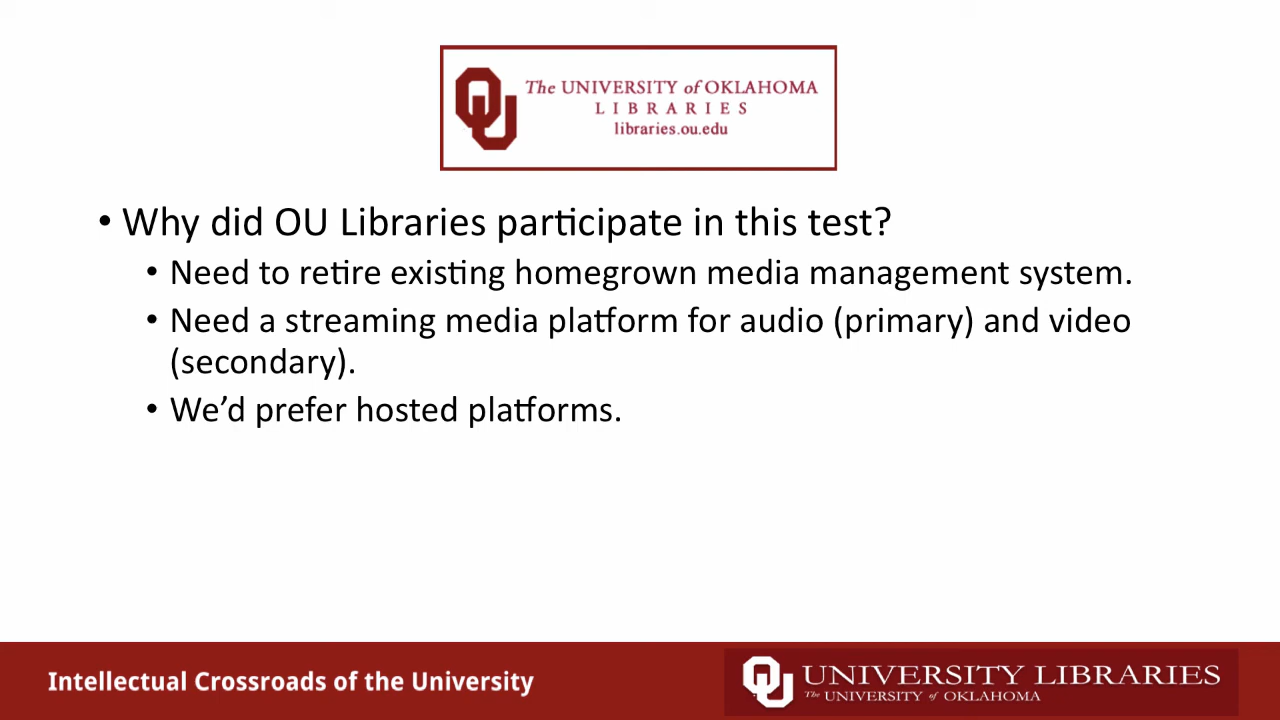 The UNIVERSITY of OKLAHOMA
LIBRARIES
libraries.ou.edu
• Why did OU Libraries participate in this test?
• Need to retire existing homegrown media management system.
• Need a streaming media platform for audio (primary) and video
(secondary).
• We’d prefer hosted platforms.
Intellectual Crossroads of the University
UNIVERSITY LIBRARIES
The UNIVERSITY of OKLAHOMA